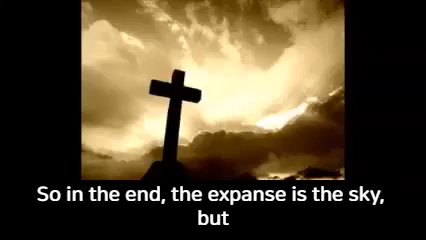 So in the end, the expanse is the sky,
but